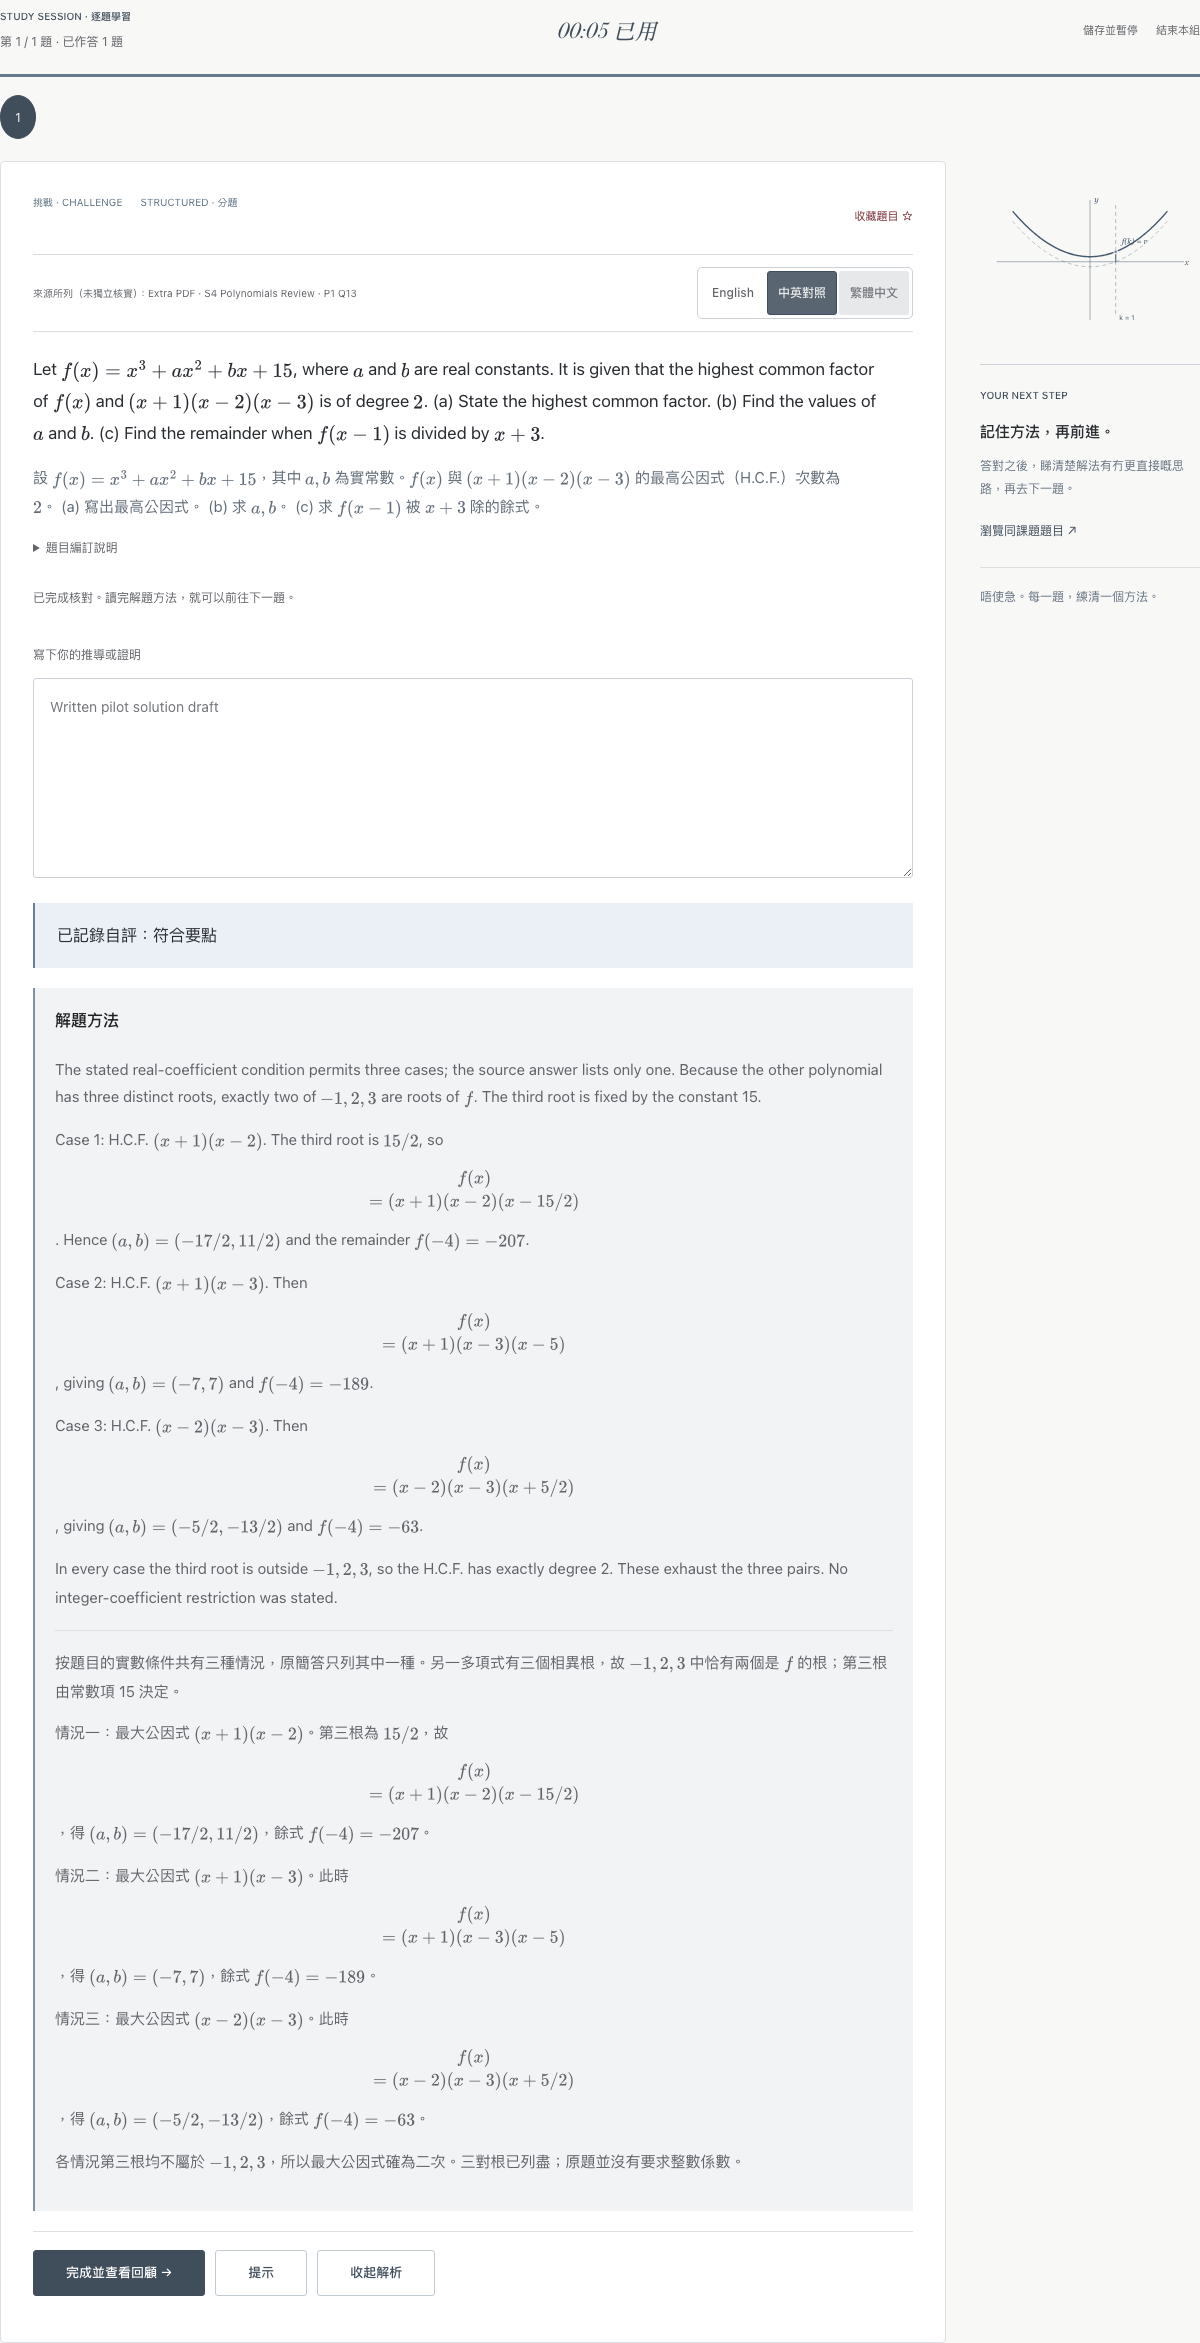 STUDY SESSION · 逐題學習
第 1 / 1 題 · 已作答 1 題
00:05 已用
儲存並暫停 結束本組
1
挑戰 · CHALLENGE STRUCTURED · 分題
收藏題目 ☆
來源所列（未獨立核實）：Extra PDF · S4 Polynomials Review · P1 Q13
English 中英對照 繁體中文
Let f(x) = x³ + ax² + bx + 15, where a and b are real constants. It is given that the highest common factor
of f(x) and (x + 1)(x − 2)(x − 3) is of degree 2. (a) State the highest common factor. (b) Find the values of
a and b. (c) Find the remainder when f(x − 1) is divided by x + 3.
設 f(x) = x³ + ax² + bx + 15，其中 a, b 為實常數。f(x) 與 (x + 1)(x − 2)(x − 3) 的最高公因式（H.C.F.）次數為
2。 (a) 寫出最高公因式。 (b) 求 a, b。 (c) 求 f(x − 1) 被 x + 3 除的餘式。
▶ 題目編訂說明
已完成核對。讀完解題方法，就可以前往下一題。
寫下你的推導或證明
Written pilot solution draft
已記錄自評：符合要點
解題方法
The stated real-coefficient condition permits three cases; the source answer lists only one. Because the other polynomial
has three distinct roots, exactly two of −1, 2, 3 are roots of f. The third root is fixed by the constant 15.
Case 1: H.C.F. (x + 1)(x − 2). The third root is 15/2, so
f(x)
= (x + 1)(x − 2)(x − 15/2)
. Hence (a, b) = (−17/2, 11/2) and the remainder f(−4) = −207.
Case 2: H.C.F. (x + 1)(x − 3). Then
f(x)
= (x + 1)(x − 3)(x − 5)
, giving (a, b) = (−7, 7) and f(−4) = −189.
Case 3: H.C.F. (x − 2)(x − 3). Then
f(x)
= (x − 2)(x − 3)(x + 5/2)
, giving (a, b) = (−5/2, −13/2) and f(−4) = −63.
In every case the third root is outside −1, 2, 3, so the H.C.F. has exactly degree 2. These exhaust the three pairs. No
integer-coefficient restriction was stated.
按題目的實數條件共有三種情況，原簡答只列其中一種。另一多項式有三個相異根，故 −1, 2, 3 中恰有兩個是 f 的根；第三根
由常數項 15 決定。
情況一：最大公因式 (x + 1)(x − 2)。第三根為 15/2，故
f(x)
= (x + 1)(x − 2)(x − 15/2)
，得 (a, b) = (−17/2, 11/2)，餘式 f(−4) = −207。
情況二：最大公因式 (x + 1)(x − 3)。此時
f(x)
= (x + 1)(x − 3)(x − 5)
，得 (a, b) = (−7, 7)，餘式 f(−4) = −189。
情況三：最大公因式 (x − 2)(x − 3)。此時
f(x)
= (x − 2)(x − 3)(x + 5/2)
，得 (a, b) = (−5/2, −13/2)，餘式 f(−4) = −63。
各情況第三根均不屬於 −1, 2, 3，所以最大公因式確為二次。三對根已列盡；原題並沒有要求整數係數。
完成並查看回顧 → 提示 收起解析
y
f(k) = r
x
k = 1
YOUR NEXT STEP
記住方法，再前進。
答對之後，睇清楚解法有冇更直接嘅思
路，再去下一題。
瀏覽同課題題目 ↗
唔使急。每一題，練清一個方法。